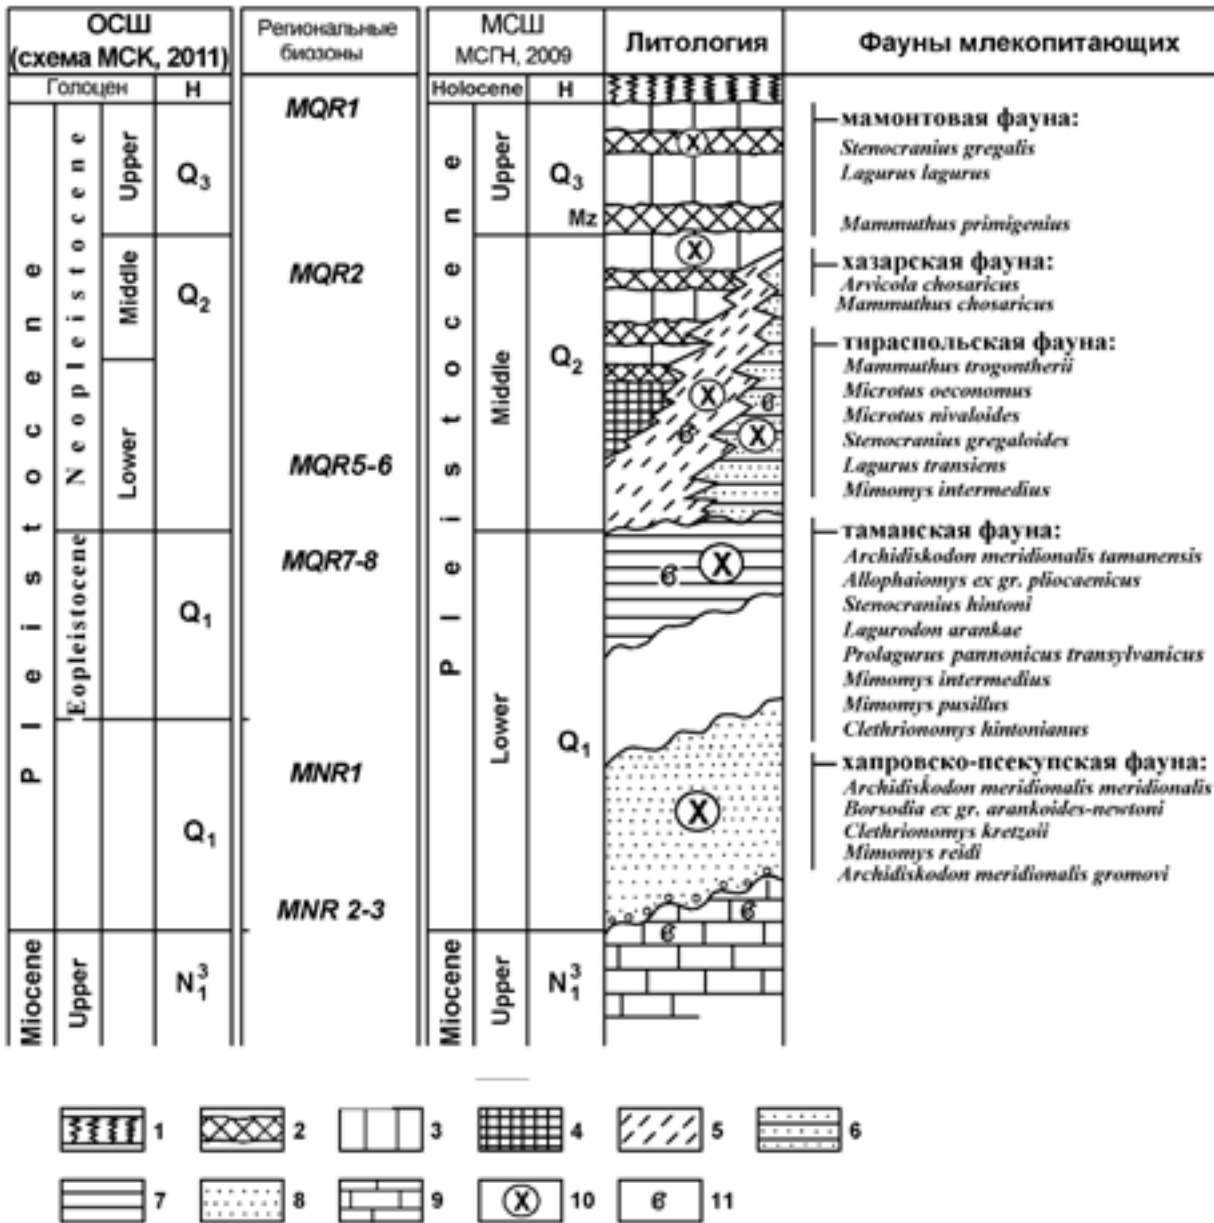 ОСШ
(схема МСК, 2011)
Региональные
биозоны
МСШ
МСГН, 2009
Литология
Фауны млекопитающих
Голоцен
H
Holocene
H
Pleistocene
Neopleistocene
Upper
Q3
Middle
Q2
Lower
Eopleistocene
Q1
Q1
Miocene
Upper
N31
MQR1
MQR2
MQR5-6
MQR7-8
MNR1
MNR 2-3
Pleistocene
Upper
Q3
Mz
Middle
Q2
Lower
Q1
Miocene
Upper
N31
X
X
X
X
X
X
ϐ
ϐ
ϐ
ϐ
ϐ
мамонтовая фауна:
Stenocranius gregalis
Lagurus lagurus
Mammuthus primigenius
хазарская фауна:
Arvicola chosaricus
Mammuthus chosaricus
тираспольская фауна:
Mammuthus trogontherii
Microtus oeconomus
Microtus nivaloides
Stenocranius gregaloides
Lagurus transiens
Mimomys intermedius
таманская фауна:
Archidiskodon meridionalis tamanensis
Allophaiomys ex gr. pliocaenicus
Stenocranius hintoni
Lagurodon arankae
Prolagurus pannonicus transylvanicus
Mimomys intermedius
Mimomys pusillus
Clethrionomys hintonianus
хапровско-псекупская фауна:
Archidiskodon meridionalis meridionalis
Borsodia ex gr. arankoides-newtoni
Clethrionomys kretzoii
Mimomys reidi
Archidiskodon meridionalis gromovi
1
2
3
4
5
6
7
8
9
X 10
ϐ 11